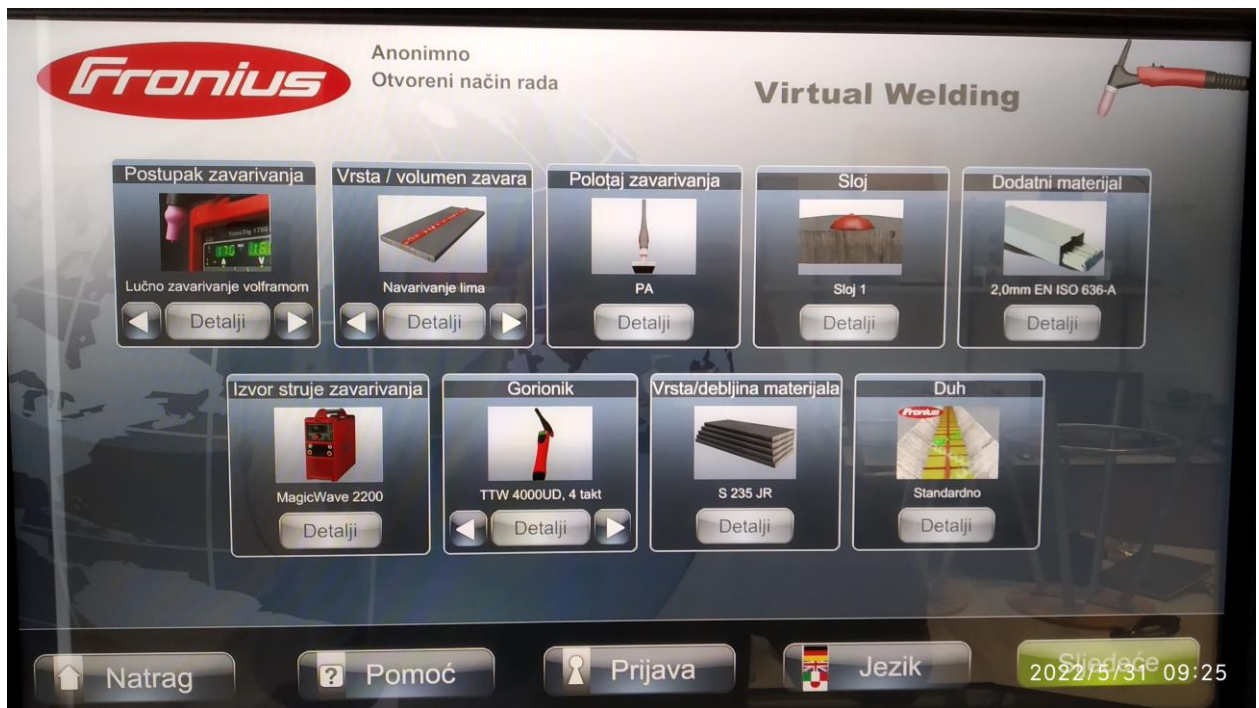 Fronius
Anonimno
Otvoreni način rada
Virtual Welding
Postupak zavarivanja
Vrsta / volumen zavara
Polotaj zavarivanja
Sloj
Dodatni materijal
Lučno zavarivanje volframom
Navarivanje lima
PA
Sloj 1
2,0mm EN ISO 636-A
Detalji
Detalji
Detalji
Detalji
Detalji
Izvor struje zavarivanja
Gorionik
Vrsta/debljina materijala
Duh
Fronius
MagicWave 2200
TTW 4000UD, 4 takt
S 235 JR
Standardno
Detalji
Detalji
Detalji
Detalji
Natrag
Pomoć
Prijava
Jezik
Sljedeće
2022/5/31 09:25